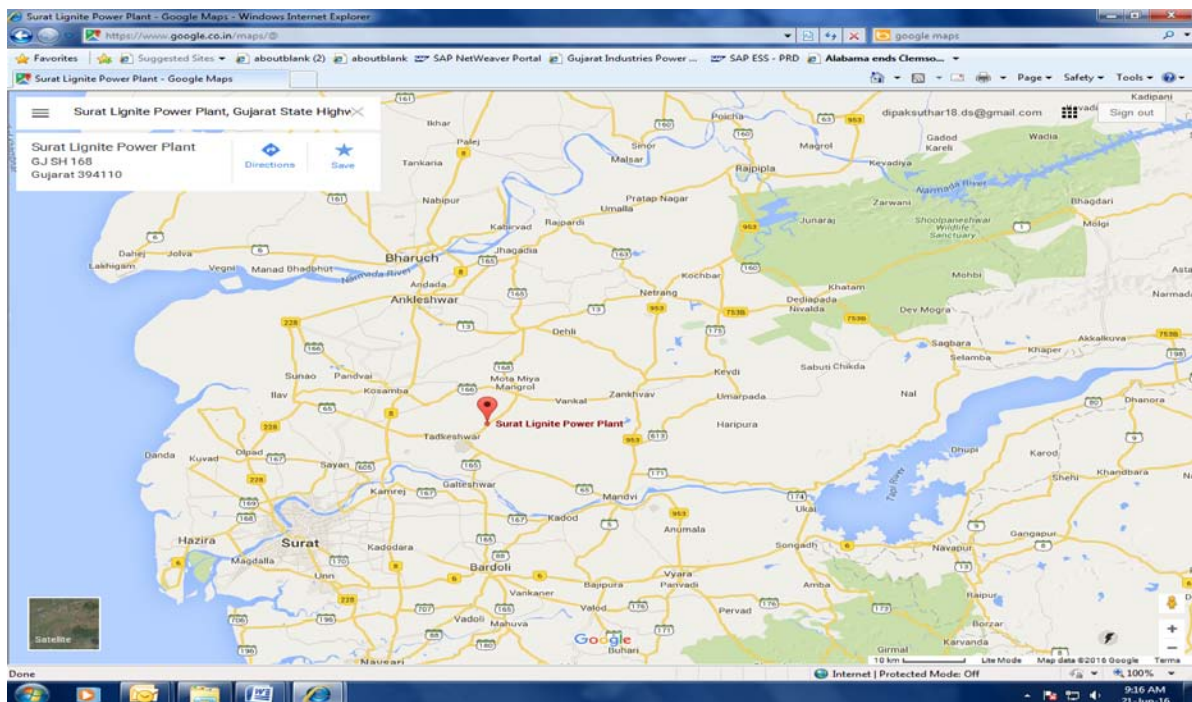 Surat Lignite Power Plant - Google Maps - Windows Internet Explorer
https://www.google.co.in/maps/@
google maps
Favorites
Suggested Sites
aboutblank (2)
aboutblank
SAP NetWeaver Portal
Gujarat Industries Power ...
SAP ESS - PRD
Alabama ends Clemso...
Surat Lignite Power Plant - Google Maps
Page
Safety
Tools
Surat Lignite Power Plant, Gujarat State Highw
dipaksuthar18.ds@gmail.com
Sign out
Surat Lignite Power Plant
GJ SH 168
Gujarat 394110
Directions
Save
Kadipani
Ikhar
Palej
Sinor
Poicha
Magrol
Gadod
Kareli
Wadia
Tankaria
Malsar
Rajpipla
Kevadiya
Narmada River
Nabipur
Pratap Nagar
Umalla
Zarwani
Bhagdari
Kabirvad
Rajpardi
Junaraj
Shoolpaneshwar
Wildlife
Sanctuary
Molgi
Dahej
Jolva
Jhagadia
Lakhigam
Vegni
Manad Bhadbhut
Narmada River
Bharuch
Andada
Ankleshwar
Kochbar
Mohbi
Netrang
Khatam
Dediapada
Nivalda
Dev Mogra
Dehli
Sagbara
Selamba
Khaper
Akkalkuva
Sunao
Pandvai
Mota Miya
Mangrol
Keydi
Sabuti Chikda
Ilav
Kosamba
Vankal
Zankhvav
Umarpada
Nal
Dhanora
Surat Lignite Power Plant
Haripura
Tadkeshwar
Danda
Kuvad
Olpad
Sayan
Dhupi
Karod
Khandbara
Shehi
Tapi River
Kamrej
Galteshwar
Mandvi
Ukai
Kadod
Anumala
Hazira
Magdalla
Surat
Kadodara
Songadh
Navapur
Gangapur
Unn
Bardoli
Bajipura
Vyara
Panvadi
Amba
Raipur
Vankaner
Vadoli
Mahuva
Valod
Pervad
Borzar
Karvanda
Girmal
Buhari
Navsari
Satellite
Google
10 km
Lite Mode
Map data ©2016 Google
Terms
Done
Internet | Protected Mode: Off
100%
9:16 AM
21-Jun-16